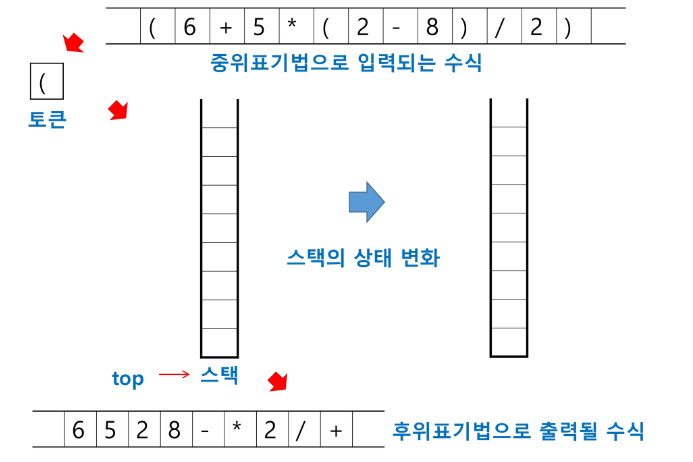 ( 6 + 5 * ( 2 - 8 ) / 2 )
중위표기법으로 입력되는 수식
(
토큰
스택의 상태 변화
top 스택
6 5 2 8 - * 2 / +
후위표기법으로 출력될 수식